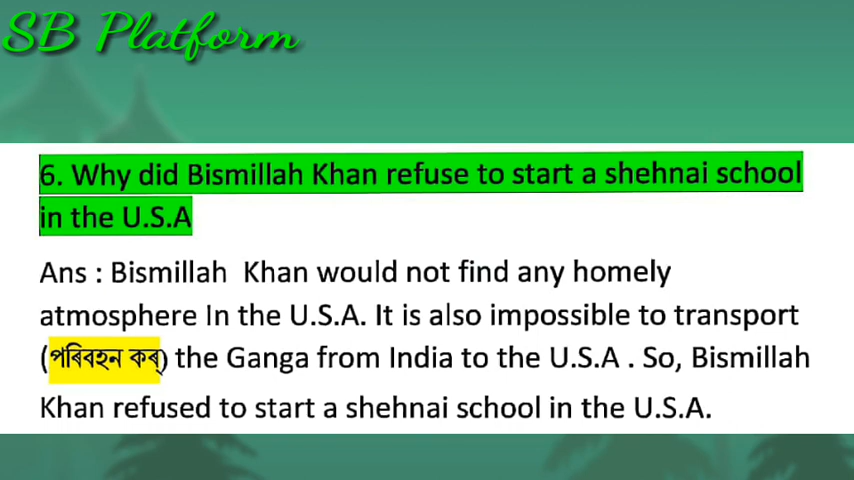 SB Platform
6. Why did Bismillah Khan refuse to start a shehnai school
in the U.S.A
Ans : Bismillah Khan would not find any homely
atmosphere In the U.S.A. It is also impossible to transport
(পৰিবহন কৰ্) the Ganga from India to the U.S.A . So, Bismillah
Khan refused to start a shehnai school in the U.S.A.